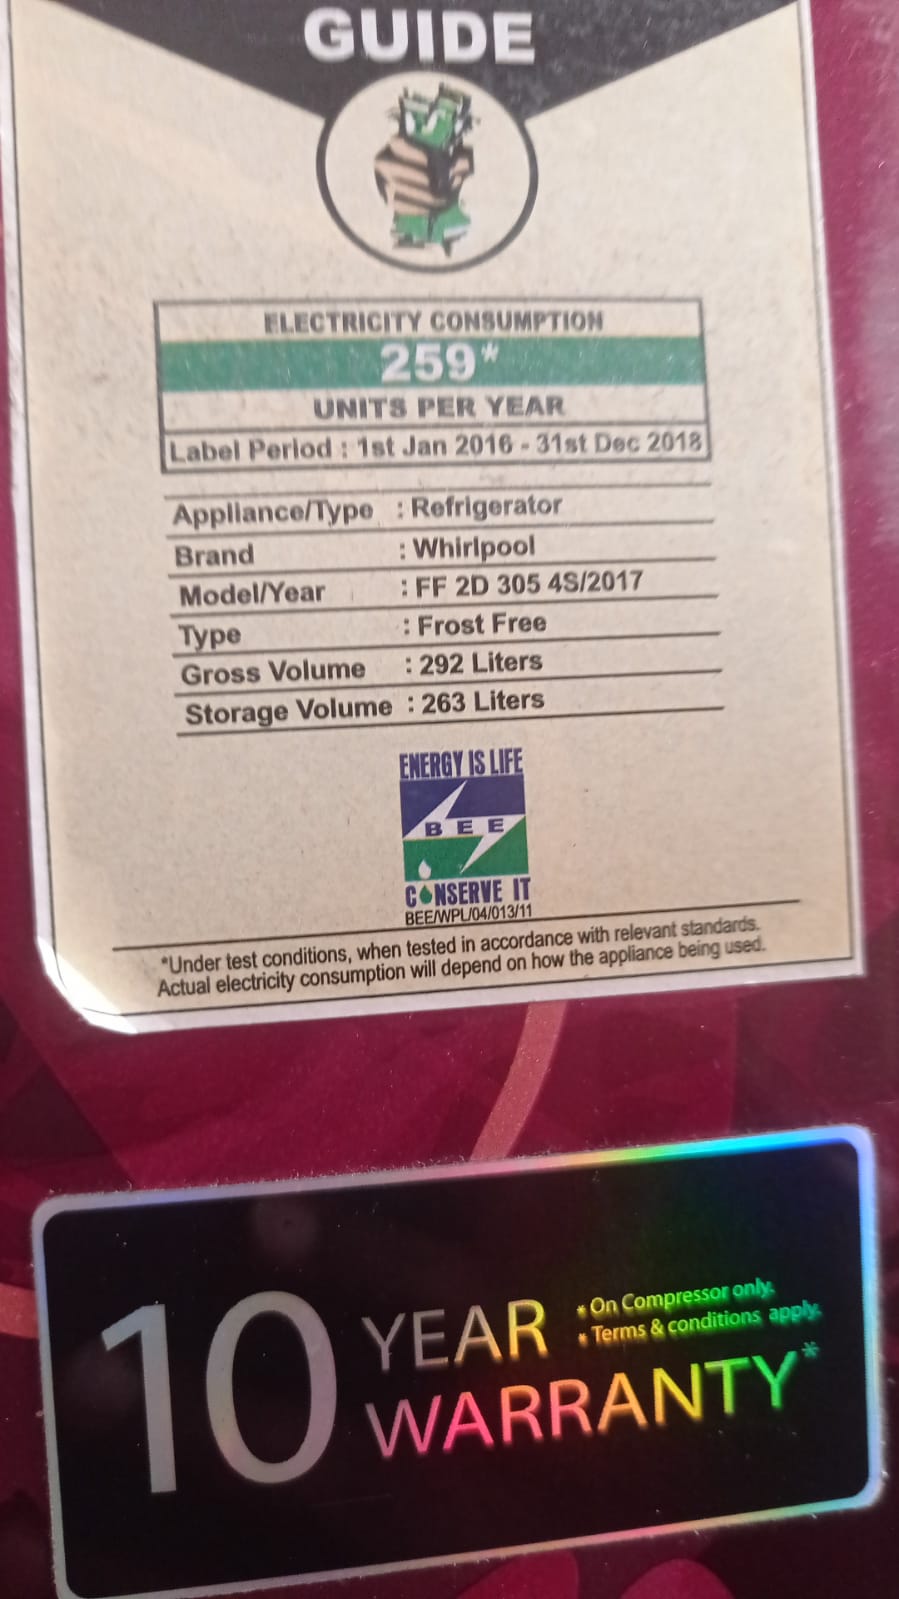 GUIDE
ELECTRICITY CONSUMPTION
259*
UNITS PER YEAR
Label Period : 1st Jan 2016 - 31st Dec 2018
Appliance/Type : Refrigerator
Brand : Whirlpool
Model/Year : FF 2D 305 4S/2017
Type : Frost Free
Gross Volume : 292 Liters
Storage Volume : 263 Liters
ENERGY IS LIFE
BEE
CONSERVE IT
BEE/WPL/04/013/11
*Under test conditions, when tested in accordance with relevant standards.
Actual electricity consumption will depend on how the appliance being used.
10 YEAR
WARRANTY*
* On Compressor only.
* Terms & conditions apply.